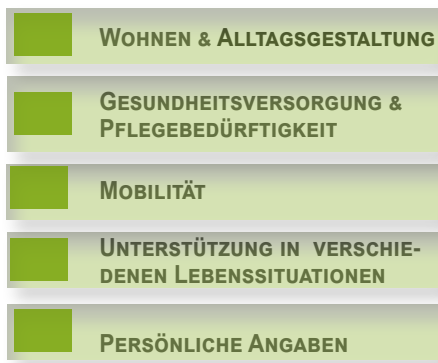 Wohnen & Alltagsgestaltung
Gesundheitsversorgung &
Pflegebedürftigkeit
Mobilität
Unterstützung in verschie-
denen Lebenssituationen
Persönliche Angaben